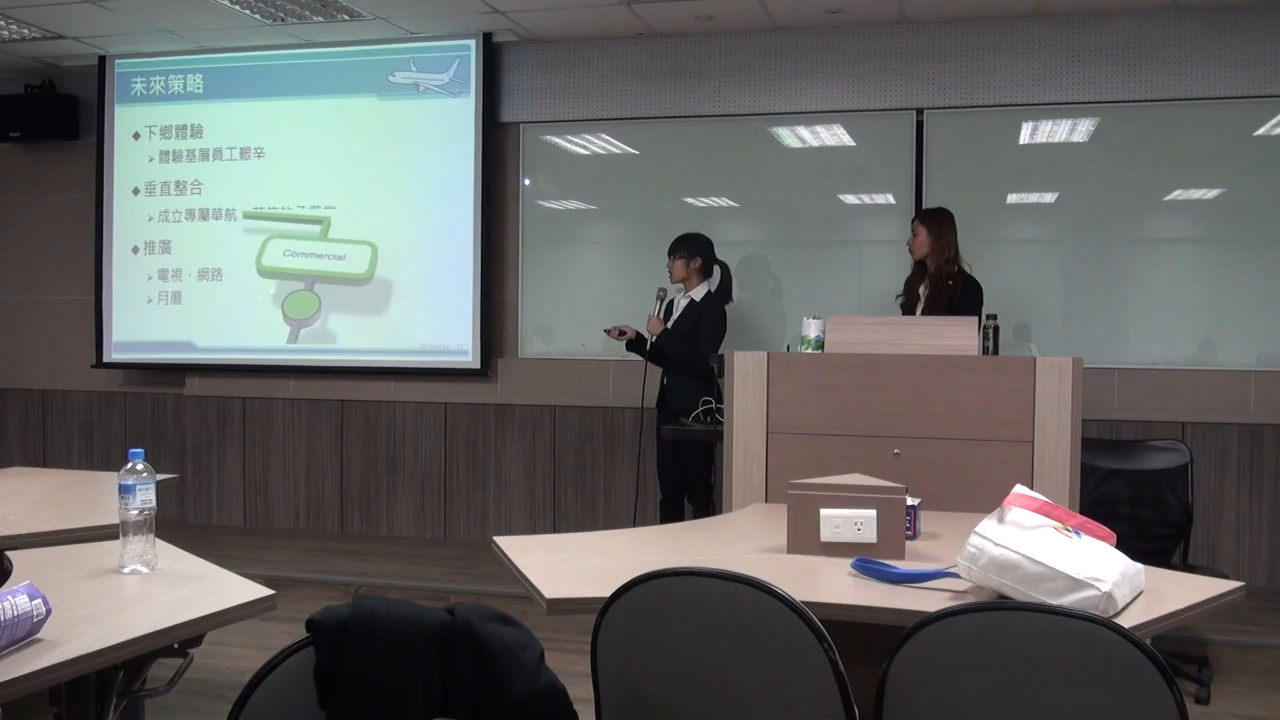 未來策略
下鄉體驗
體驗基層員工艱辛
垂直整合
成立專屬華航
推廣
Commercial
電視、網路
月曆